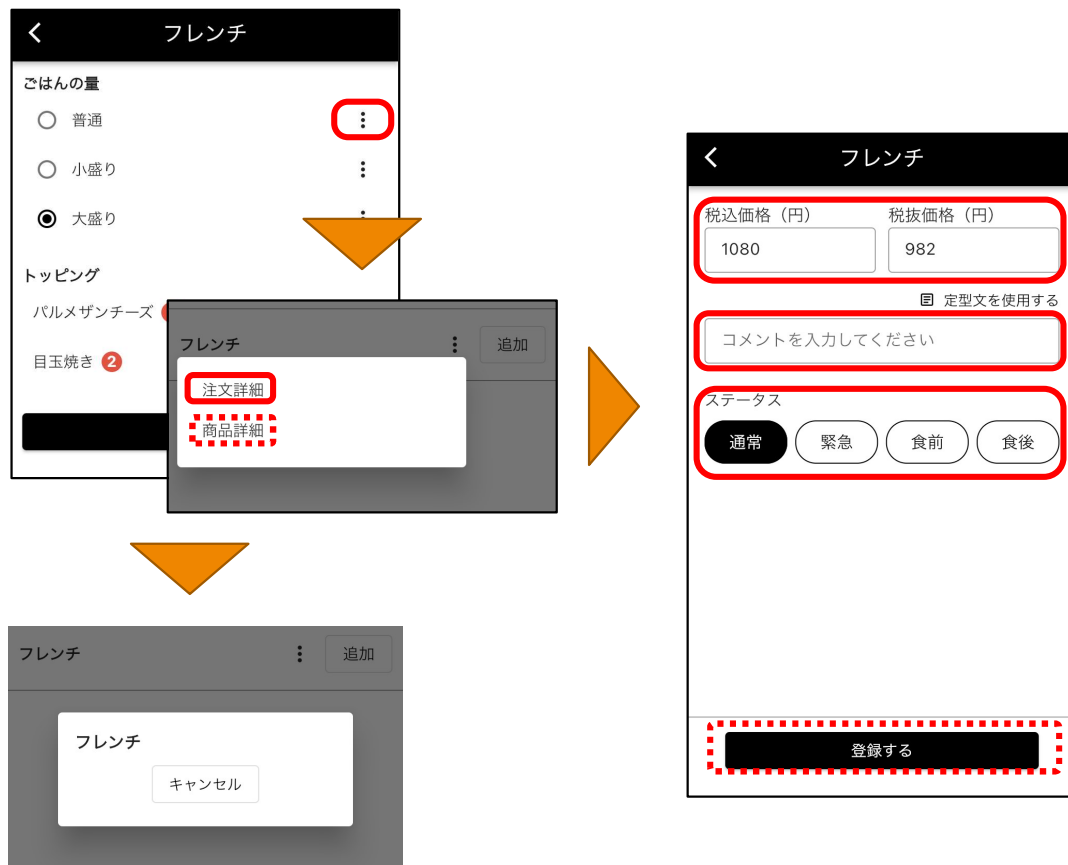 フレンチ
ごはんの量
普通
小盛り
大盛り
トッピング
パルメザンチーズ
目玉焼き 2
フレンチ 追加
注文詳細
商品詳細
フレンチ 追加
フレンチ
キャンセル
フレンチ
税込価格（円） 税抜価格（円）
1080 982
定型文を使用する
コメントを入力してください
ステータス
通常 緊急 食前 食後
登録する